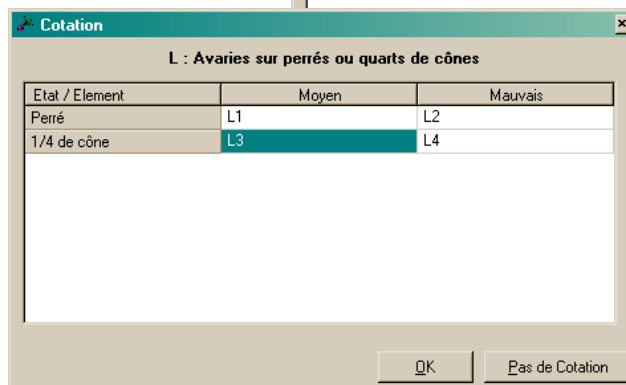 Cotation
L : Avaries sur perrés ou quarts de cônes
Etat / Element Moyen Mauvais
Perré L1 L2
1/4 de cône L3 L4
OK Pas de Cotation